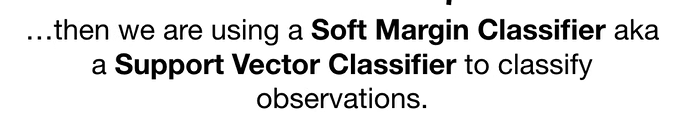 …then we are using a Soft Margin Classifier aka
a Support Vector Classifier to classify
observations.